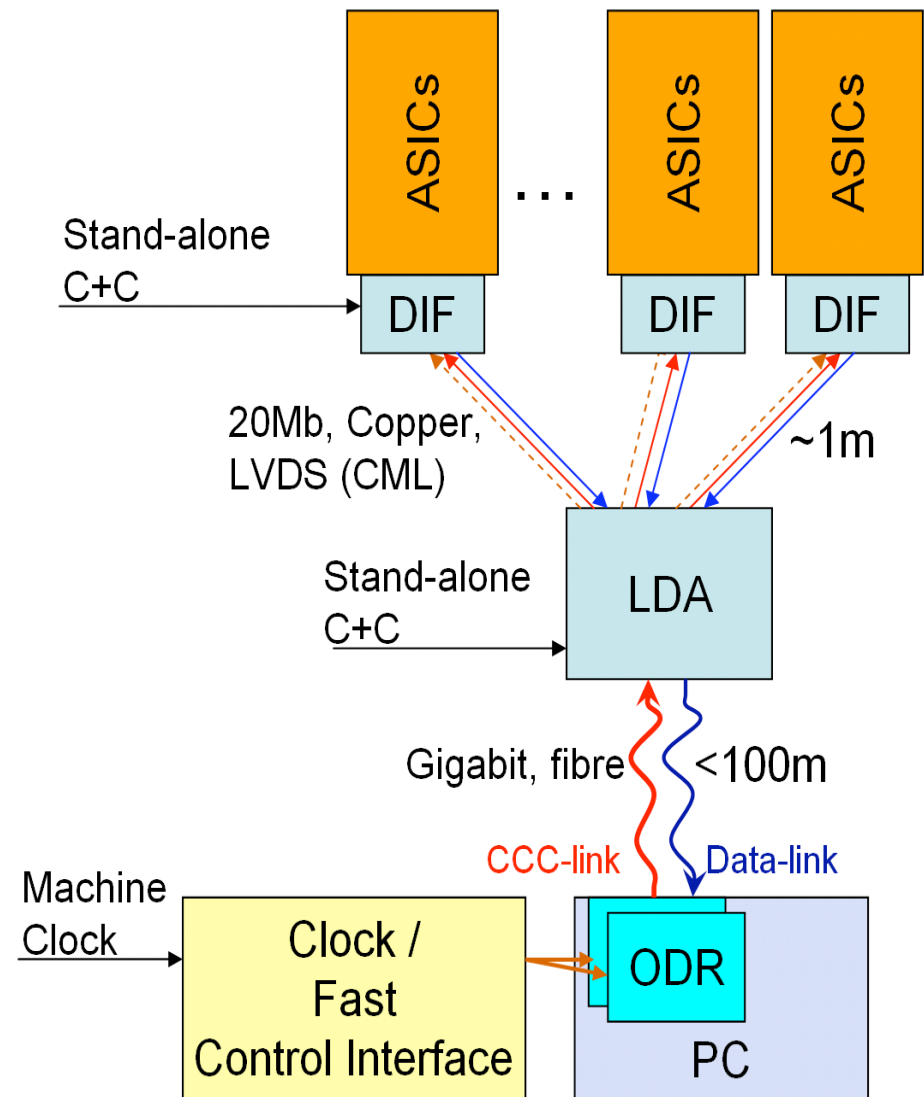 ASICs
ASICs
ASICs
...
Stand-alone
C+C
DIF
DIF
DIF
20Mb, Copper,
LVDS (CML)
~1m
Stand-alone
C+C
LDA
Gigabit, fibre
<100m
CCC-link
Data-link
Machine
Clock
Clock /
Fast
Control Interface
ODR
PC